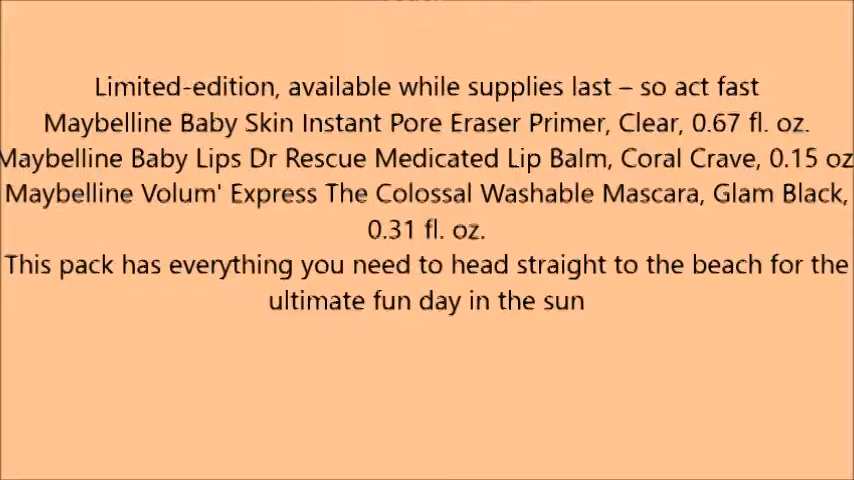 Limited-edition, available while supplies last – so act fast
Maybelline Baby Skin Instant Pore Eraser Primer, Clear, 0.67 fl. oz.
Maybelline Baby Lips Dr Rescue Medicated Lip Balm, Coral Crave, 0.15 oz
Maybelline Volum' Express The Colossal Washable Mascara, Glam Black,
0.31 fl. oz.
This pack has everything you need to head straight to the beach for the
ultimate fun day in the sun